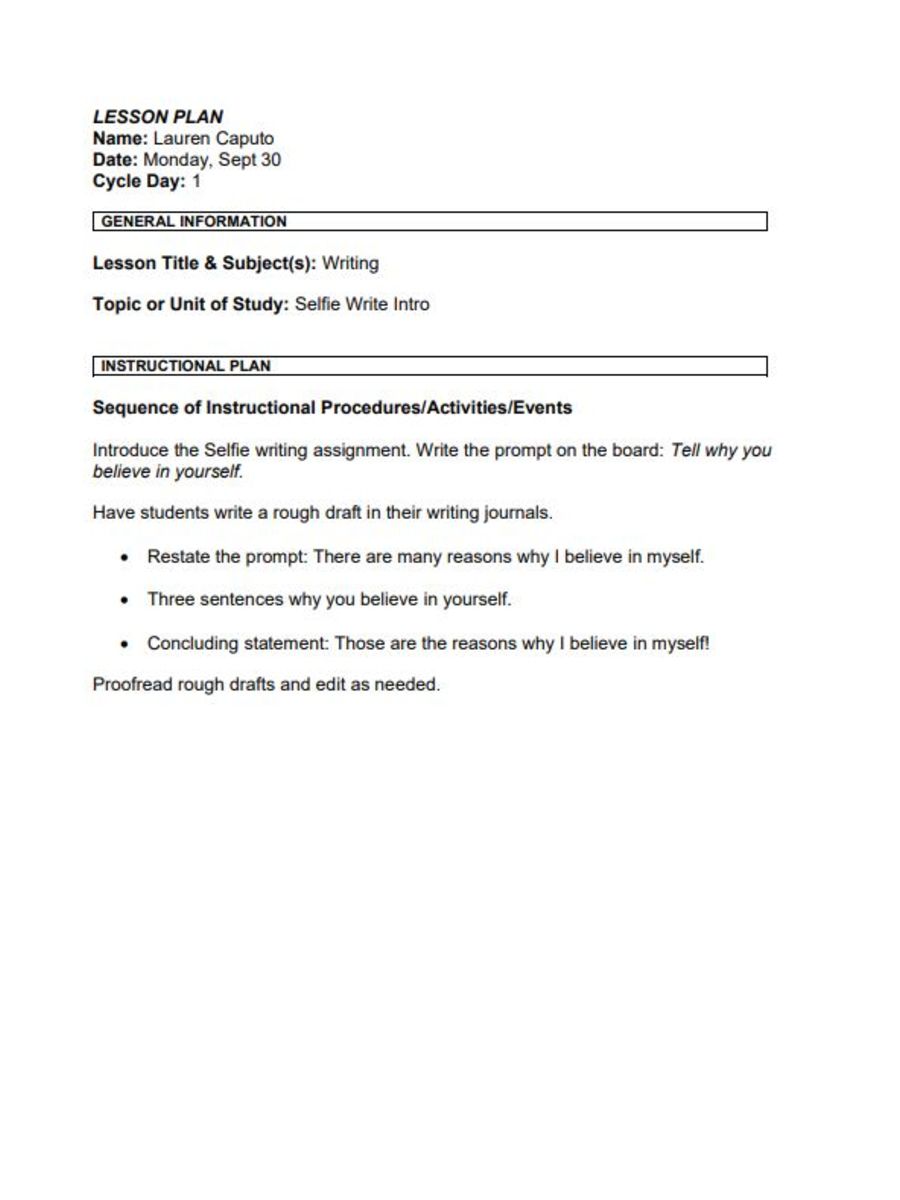 LESSON PLAN
Name: Lauren Caputo
Date: Monday, Sept 30
Cycle Day: 1
GENERAL INFORMATION
Lesson Title & Subject(s): Writing
Topic or Unit of Study: Selfie Write Intro
INSTRUCTIONAL PLAN
Sequence of Instructional Procedures/Activities/Events
Introduce the Selfie writing assignment. Write the prompt on the board: Tell why you
believe in yourself.
Have students write a rough draft in their writing journals.
• Restate the prompt: There are many reasons why I believe in myself.
• Three sentences why you believe in yourself.
• Concluding statement: Those are the reasons why I believe in myself!
Proofread rough drafts and edit as needed.